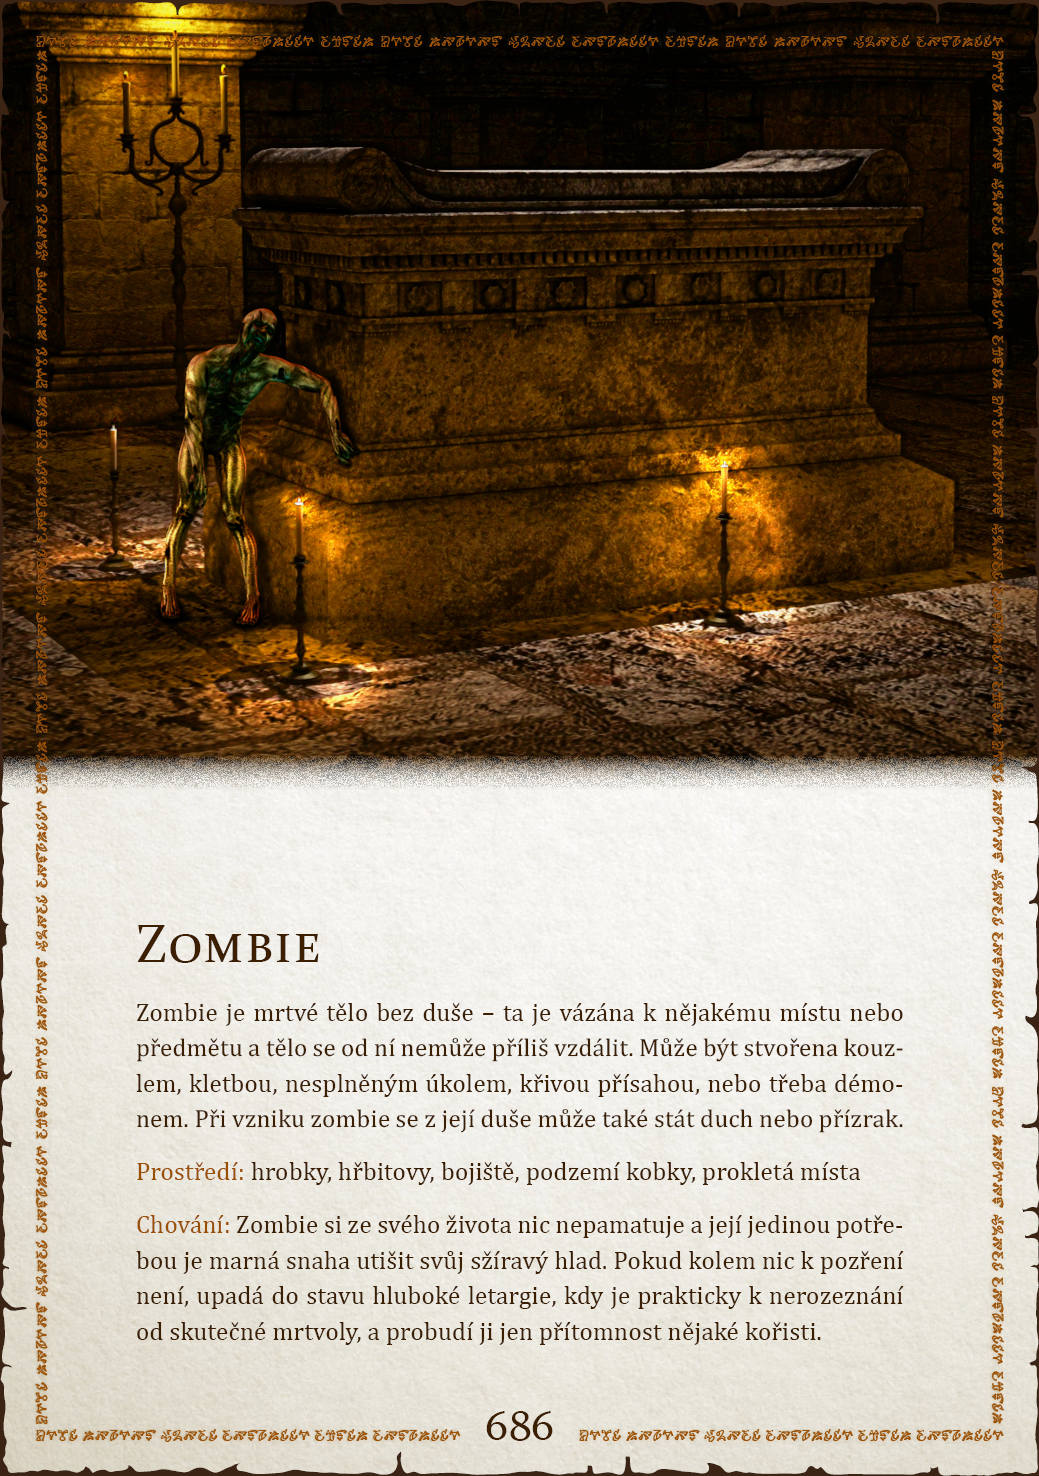 Zombie
Zombie je mrtvé tělo bez duše – ta je vázána k nějakému místu nebo
předmětu a tělo se od ní nemůže příliš vzdálit. Může být stvořena kouz-
lem, kletbou, nesplněným úkolem, křivou přísahou, nebo třeba démo-
nem. Při vzniku zombie se z její duše může také stát duch nebo přízrak.
Prostředí: hrobky, hřbitovy, bojiště, podzemí kobky, prokletá místa
Chování: Zombie si ze svého života nic nepamatuje a její jedinou potře-
bou je marná snaha utišit svůj sžíravý hlad. Pokud kolem nic k pozření
není, upadá do stavu hluboké letargie, kdy je prakticky k nerozeznání
od skutečné mrtvoly, a probudí ji jen přítomnost nějaké kořisti.
686